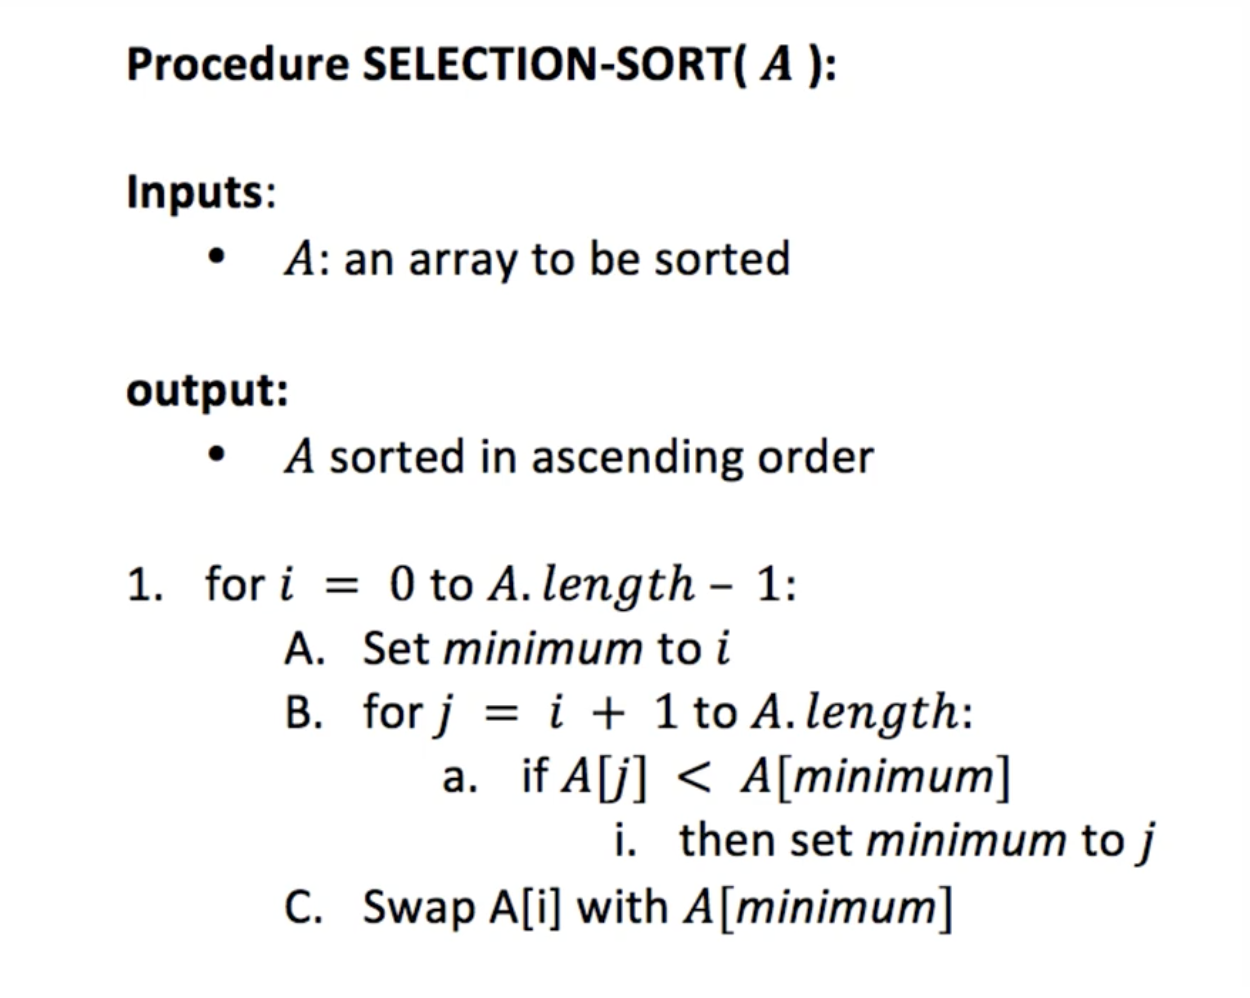 Procedure SELECTION-SORT( A ):
Inputs:
• A: an array to be sorted
output:
• A sorted in ascending order
1. for i = 0 to A. length – 1:
A. Set minimum to i
B. for j = i + 1 to A. length:
a. if A[j] < A[minimum]
i. then set minimum to j
C. Swap A[i] with A[minimum]